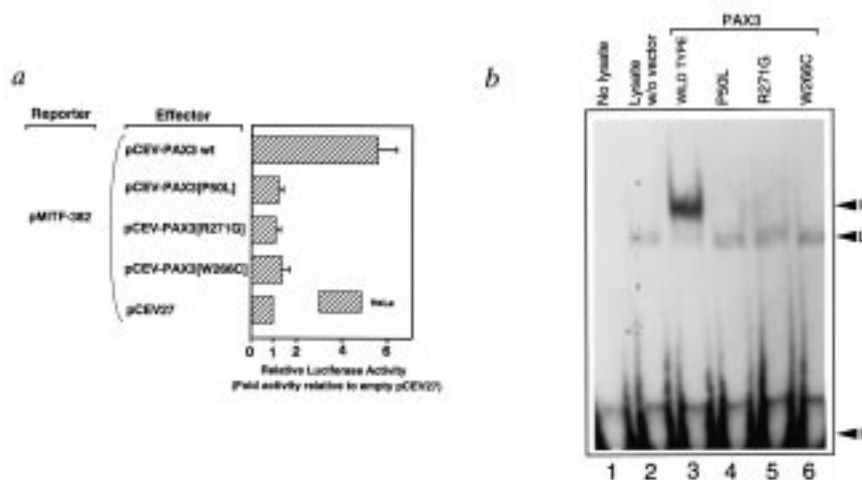 a
Reporter
Effector
pMITF-382
pCEV-PAX3 wt
pCEV-PAX3[P50L]
pCEV-PAX3[R271G]
pCEV-PAX3[W266C]
pCEV27
HeLa
0 1 2 4 6
Relative Luciferase Activity
(Fold activity relative to empty pCEV27)
b
PAX3
No lysate
Lysate
w/o vector
WILD TYPE
P50L
R271G
W266C
1 2 3 4 5 6